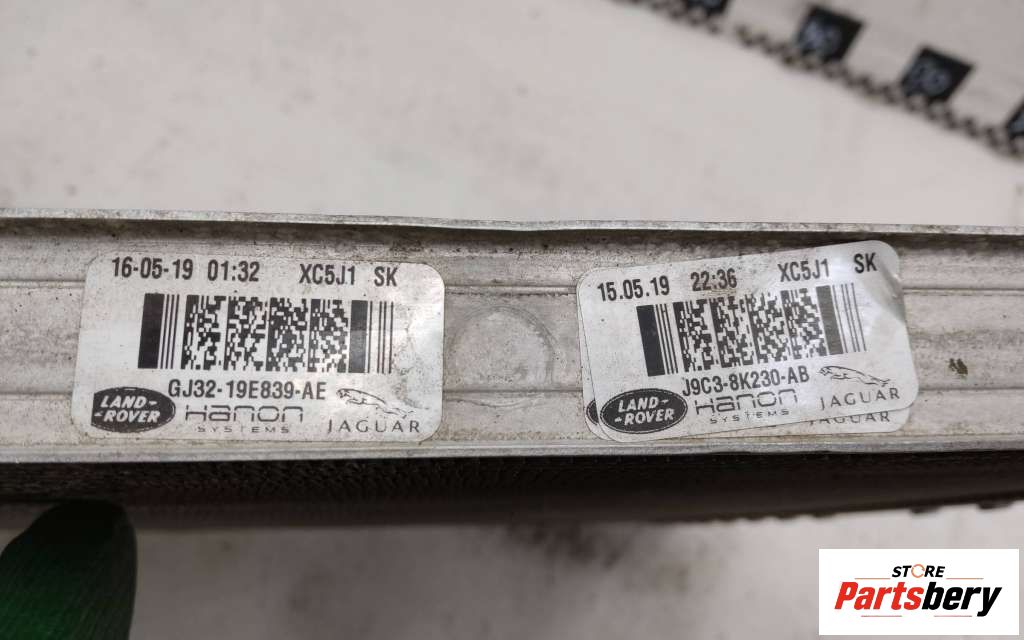 16-05-19 01:32 XC5J1 SK
GJ32-19E839-AE
LAND-
-ROVER
Hanon
SYSTEMS
JAGUAR
15.05.19 22:36 XC5J1 SK
J9C3-8K230-AB
LAND-
-ROVER
Hanon
SYSTEMS
JAGUAR
JAGUAR
STORE
Partsbery